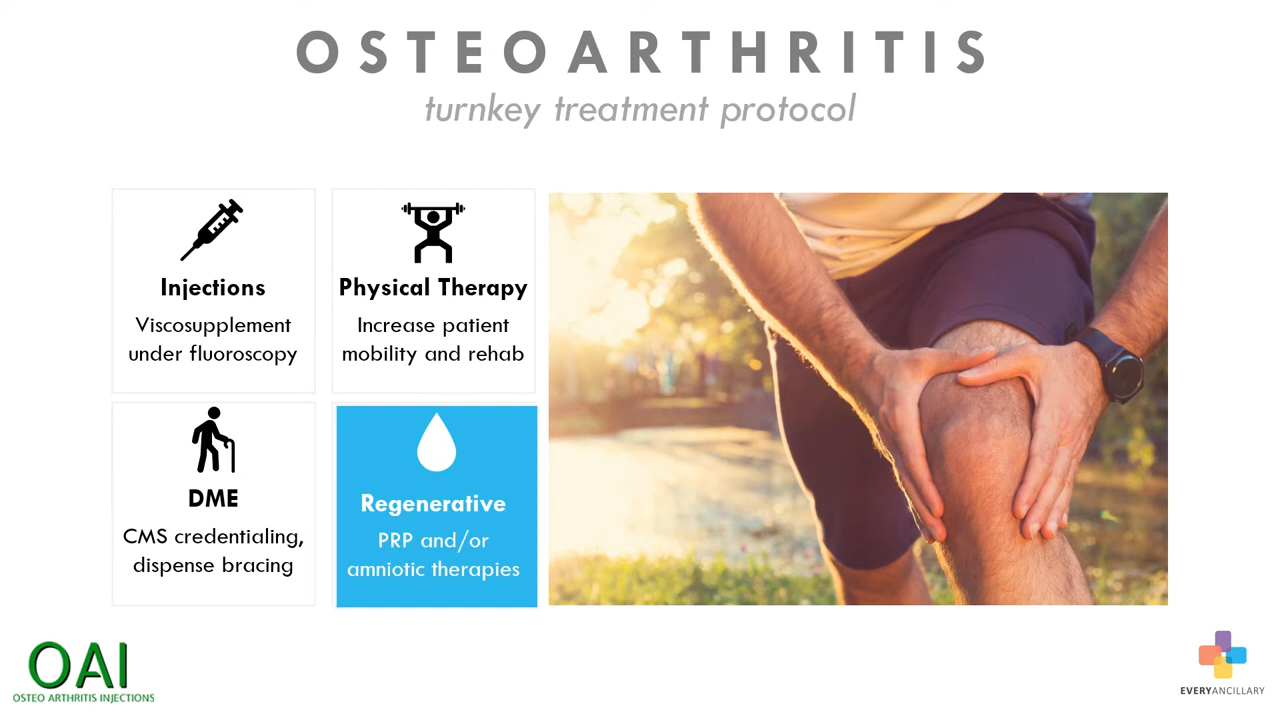 OSTEOARTHRITIS
turnkey treatment protocol
Injections
Viscosupplement
under fluoroscopy
Physical Therapy
Increase patient
mobility and rehab
DME
CMS credentialing,
dispense bracing
Regenerative
PRP and/or
amniotic therapies
OAI
OSTEO ARTHRITIS INJECTIONS
EVERYANCILLARY